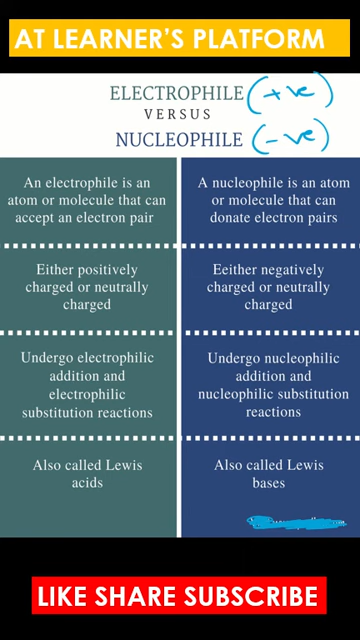 AT LEARNER'S PLATFORM
ELECTROPHILE (+ve)
VERSUS
NUCLEOPHILE (-ve)
An electrophile is an
atom or molecule that can
accept an electron pair
A nucleophile is an atom
or molecule that can
donate electron pairs
Either positively
charged or neutrally
charged
Eeither negatively
charged or neutrally
charged
Undergo electrophilic
addition and
electrophilic
substitution reactions
Undergo nucleophilic
addition and
nucleophilic substitution
reactions
Also called Lewis
acids
Also called Lewis
bases
LIKE SHARE SUBSCRIBE